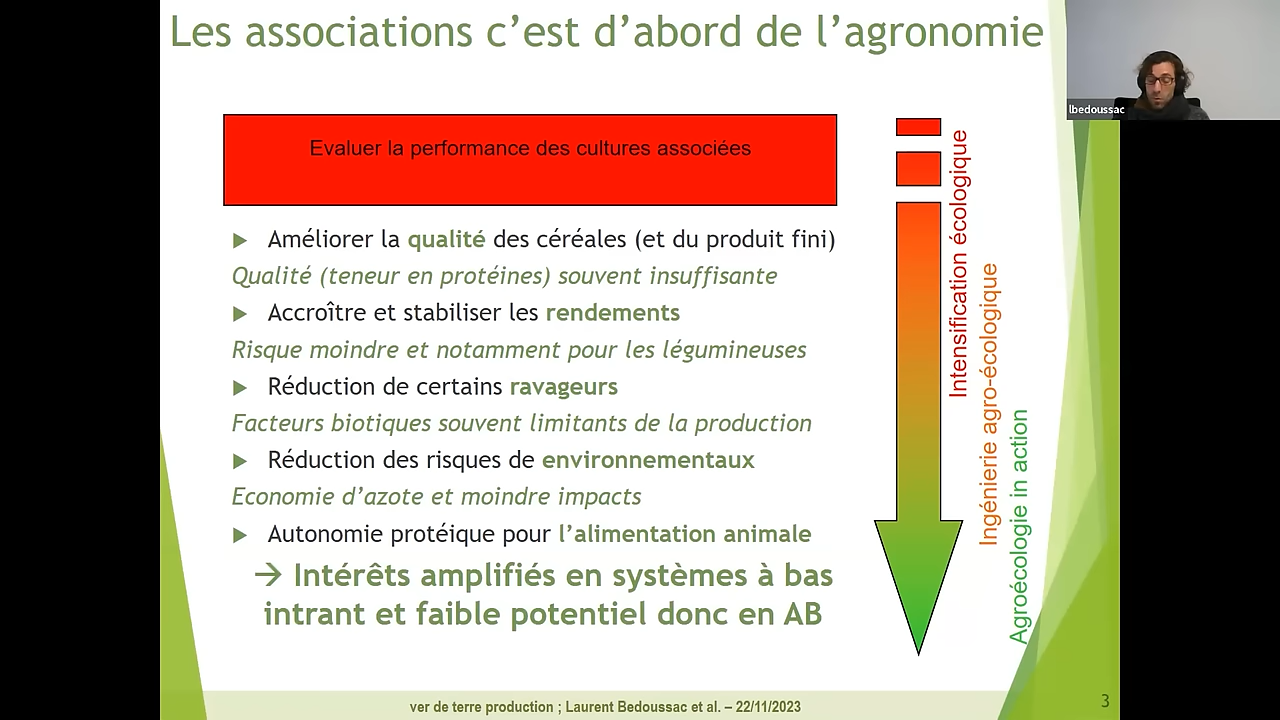 Les associations c’est d’abord de l’agronomie
lbedoussac
Evaluer la performance des cultures associées
Améliorer la qualité des céréales (et du produit fini)
Qualité (teneur en protéines) souvent insuffisante
Accroître et stabiliser les rendements
Risque moindre et notamment pour les légumineuses
Réduction de certains ravageurs
Facteurs biotiques souvent limitants de la production
Réduction des risques de environnementaux
Economie d’azote et moindre impacts
Autonomie protéique pour l’alimentation animale
→ Intérêts amplifiés en systèmes à bas
intrant et faible potentiel donc en AB
Intensification écologique
Ingénierie agro-écologique
Agroécologie in action
ver de terre production ; Laurent Bedoussac et al. – 22/11/2023
3